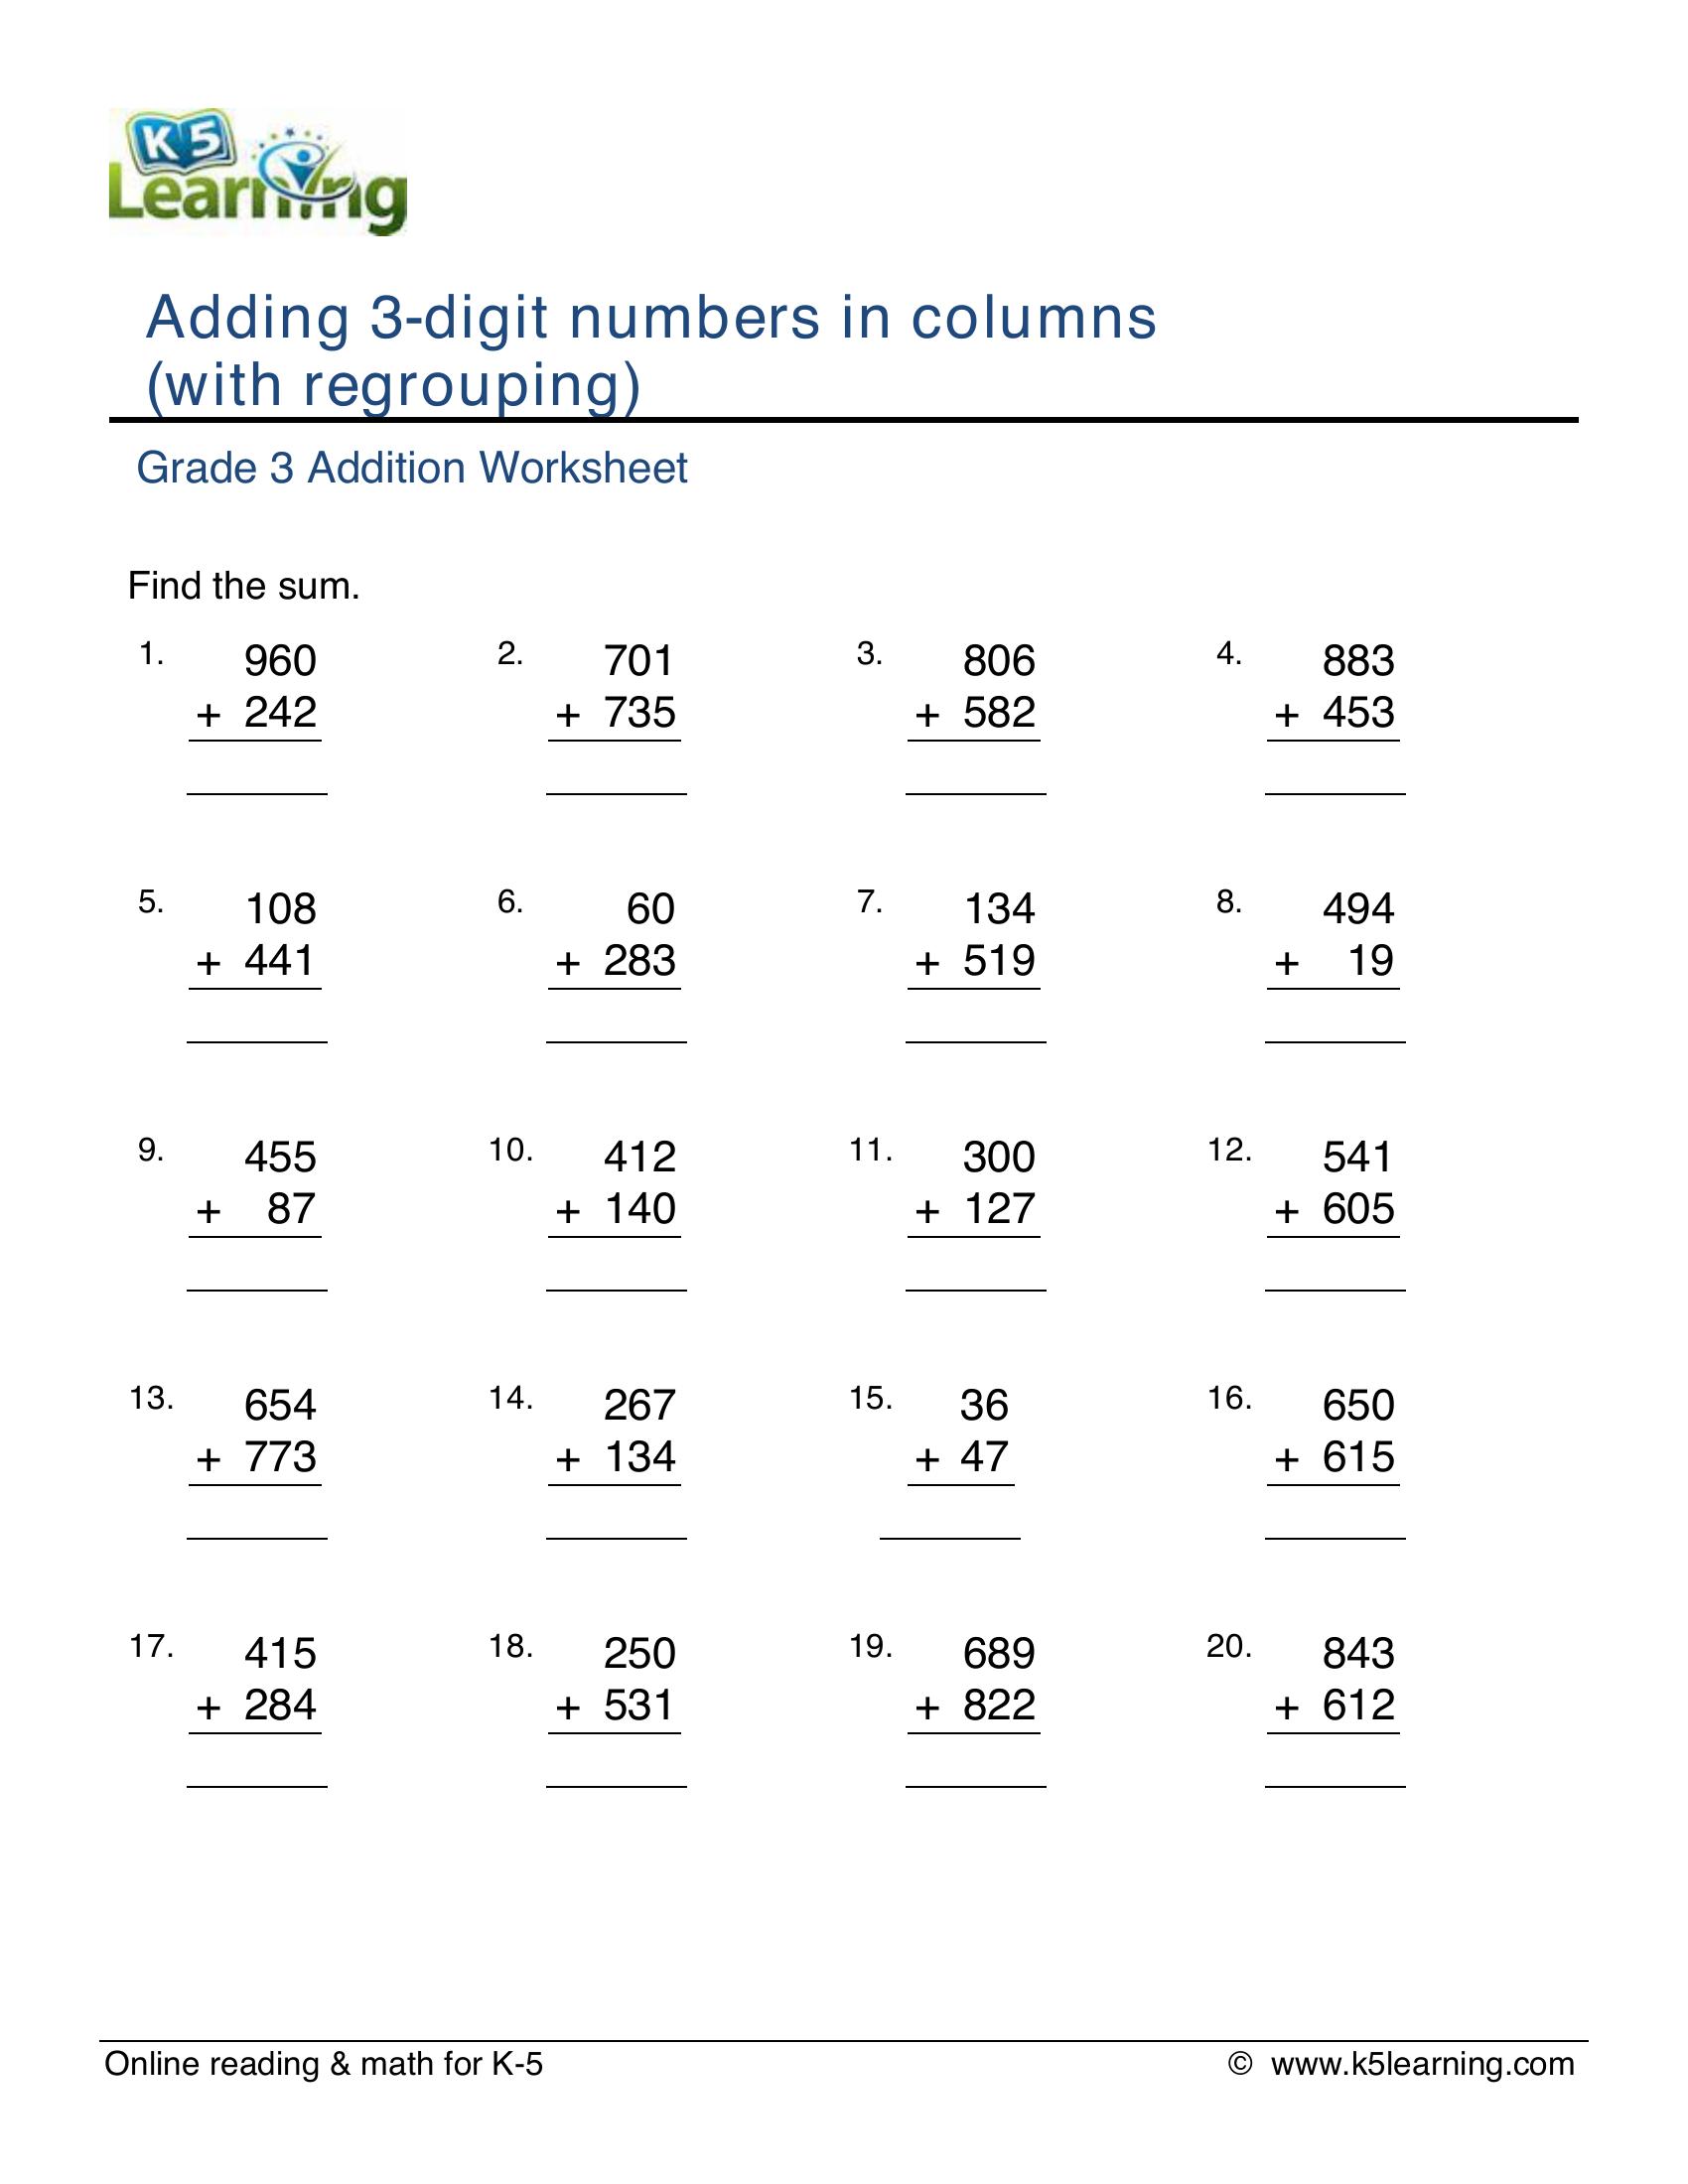 K5
Learning
Adding 3-digit numbers in columns
(with regrouping)
Grade 3 Addition Worksheet
Find the sum.
1. 960 2. 701 3. 806 4. 883
+ 242 + 735 + 582 + 453
5. 108 6. 60 7. 134 8. 494
+ 441 + 283 + 519 + 19
9. 455 10. 412 11. 300 12. 541
+ 87 + 140 + 127 + 605
13. 654 14. 267 15. 36 16. 650
+ 773 + 134 + 47 + 615
17. 415 18. 250 19. 689 20. 843
+ 284 + 531 + 822 + 612
Online reading & math for K-5 © www.k5learning.com